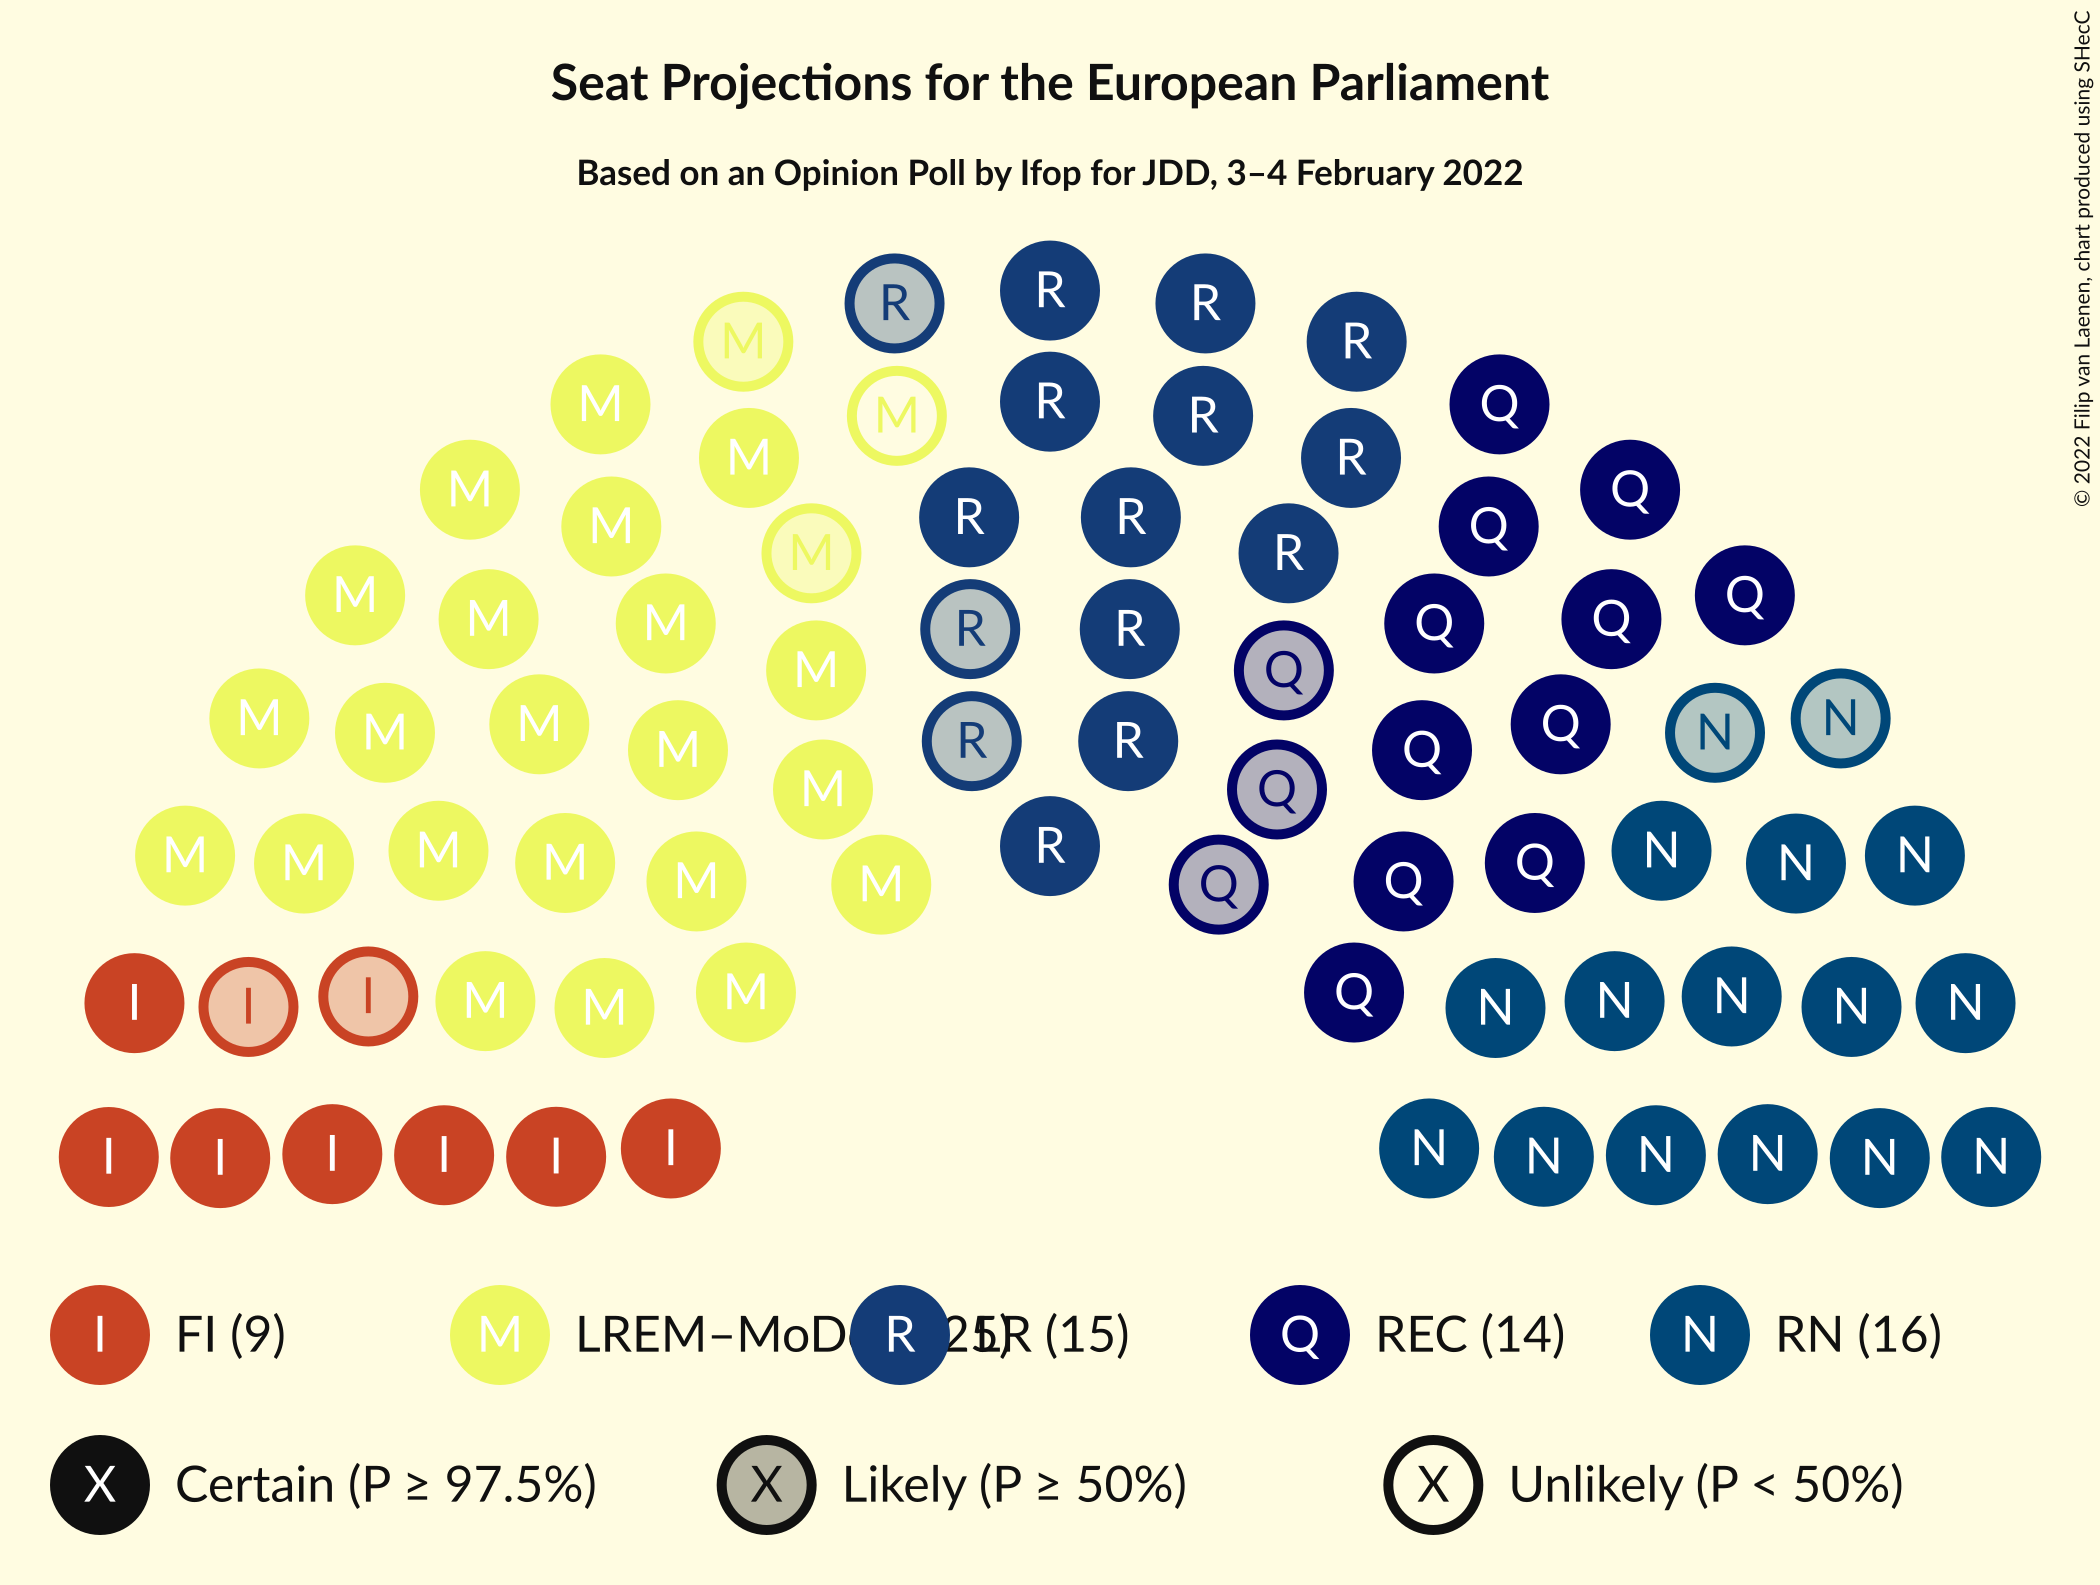 Seat Projections for the European Parliament
Based on an Opinion Poll by Ifop for JDD, 3–4 February 2022
© 2022 Filip van Laenen, chart produced using SHecC
R R R R
M M
M R R R Q
M M R Q
M M R R R Q
M M M Q Q Q
M M R R Q
M M M M R R Q Q Q N N
M M R Q
M M M M M M Q Q Q N N N
I I I M M M Q N N N N N
I I I I I I N N N N N N
I FI (9) M LREM–MoD R 25) LR (15) Q REC (14) N RN (16)
X Certain (P ≥ 97.5%) X Likely (P ≥ 50%) X Unlikely (P < 50%)